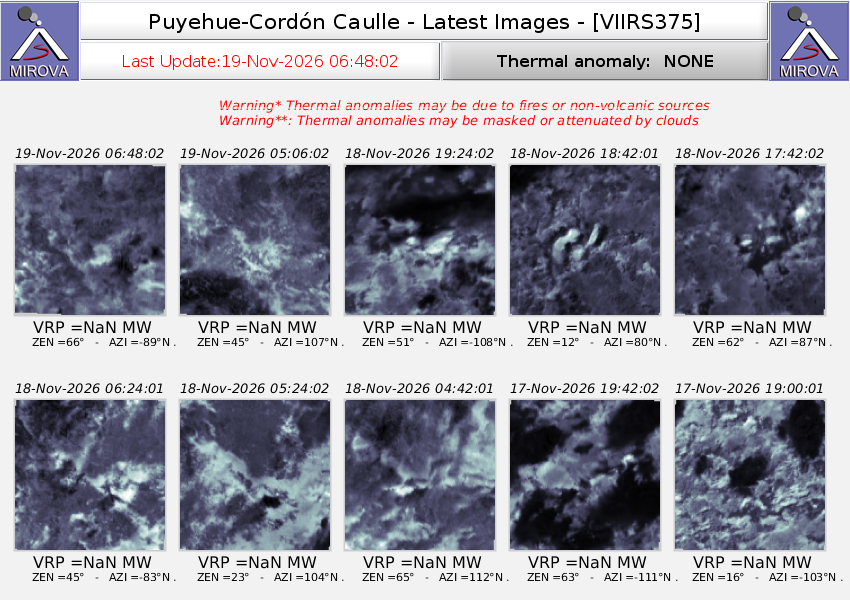 Puyehue-Cordón Caulle - Latest Images - [VIIRS375]
MIROVA
Last Update:19-Nov-2026 06:48:02
Thermal anomaly: NONE
MIROVA
Warning* Thermal anomalies may be due to fires or non-volcanic sources
Warning**: Thermal anomalies may be masked or attenuated by clouds
19-Nov-2026 06:48:02 19-Nov-2026 05:06:02 18-Nov-2026 19:24:02 18-Nov-2026 18:42:01 18-Nov-2026 17:42:02
VRP =NaN MW VRP =NaN MW VRP =NaN MW VRP =NaN MW VRP =NaN MW
ZEN =66° - AZI =-89°N . ZEN =45° - AZI =107°N . ZEN =51° - AZI =-108°N . ZEN =12° - AZI =80°N . ZEN =62° - AZI =87°N .
18-Nov-2026 06:24:01 18-Nov-2026 05:24:02 18-Nov-2026 04:42:01 17-Nov-2026 19:42:02 17-Nov-2026 19:00:01
VRP =NaN MW VRP =NaN MW VRP =NaN MW VRP =NaN MW VRP =NaN MW
ZEN =45° - AZI =-83°N . ZEN =23° - AZI =104°N . ZEN =65° - AZI =112°N . ZEN =63° - AZI =-111°N . ZEN =16° - AZI =-103°N .